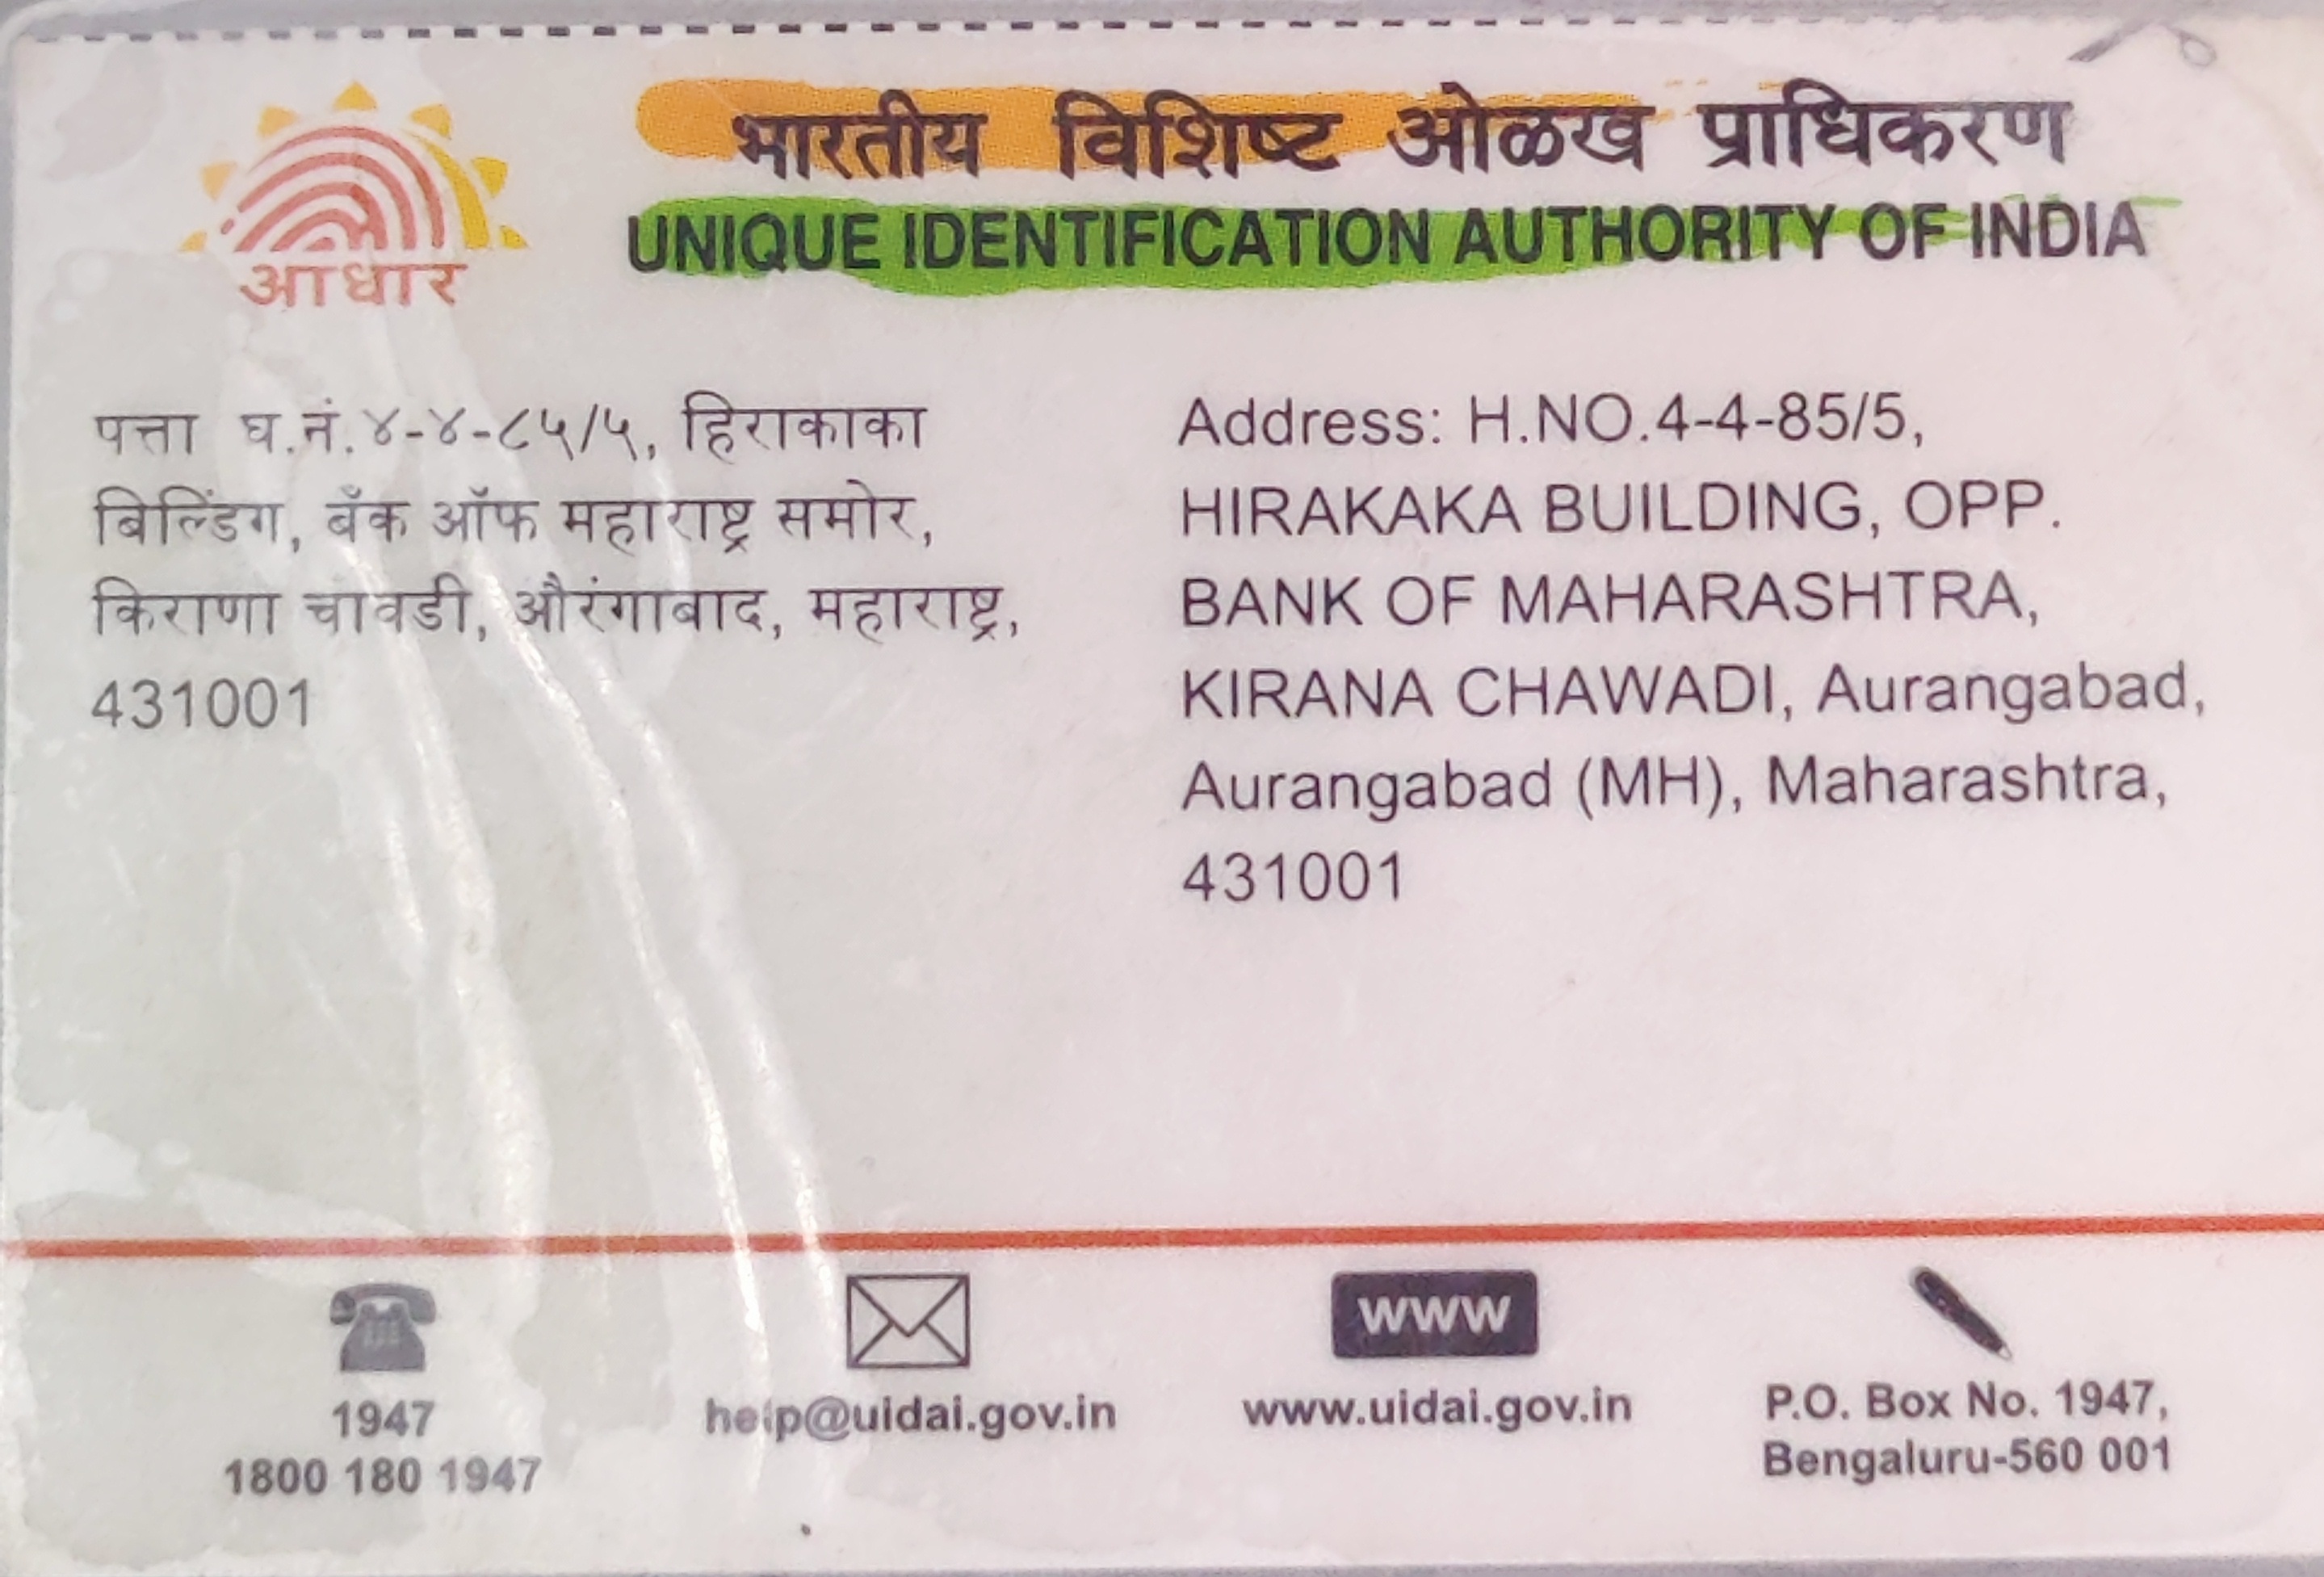 भारतीय विशिष्ट ओळख प्राधिकरण
UNIQUE IDENTIFICATION AUTHORITY OF INDIA
आधार
पत्ता घ.नं.४-४-८५/५, हिराकाका
बिल्डिंग, बँक ऑफ महाराष्ट्र समोर,
किराणा चावडी, औरंगाबाद, महाराष्ट्र,
431001
Address: H.NO.4-4-85/5,
HIRAKAKA BUILDING, OPP.
BANK OF MAHARASHTRA,
KIRANA CHAWADI, Aurangabad,
Aurangabad (MH), Maharashtra,
431001
1947
1800 180 1947
help@uidai.gov.in
www
www.uidai.gov.in
P.O. Box No. 1947,
Bengaluru-560 001